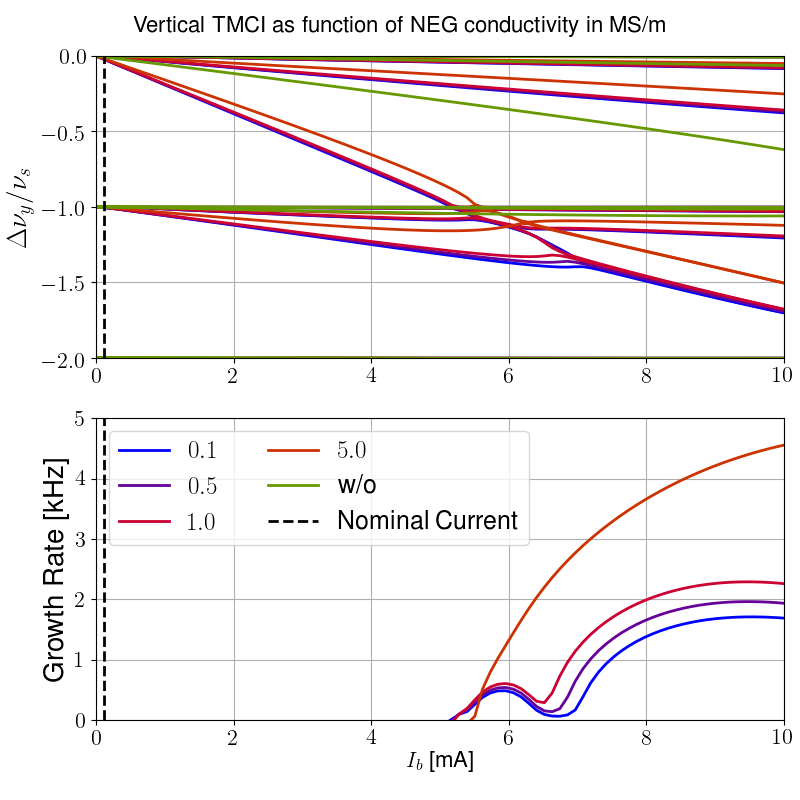 Vertical TMCI as function of NEG conductivity in MS/m
0.0
−0.5
−1.0
−1.5
−2.0
Δν_y/ν_s
0 2 4 6 8 10
5
4
3
2
1
0
Growth Rate [kHz]
0.1 5.0
0.5 w/o
1.0 Nominal Current
0 2 4 6 8 10
I_b [mA]